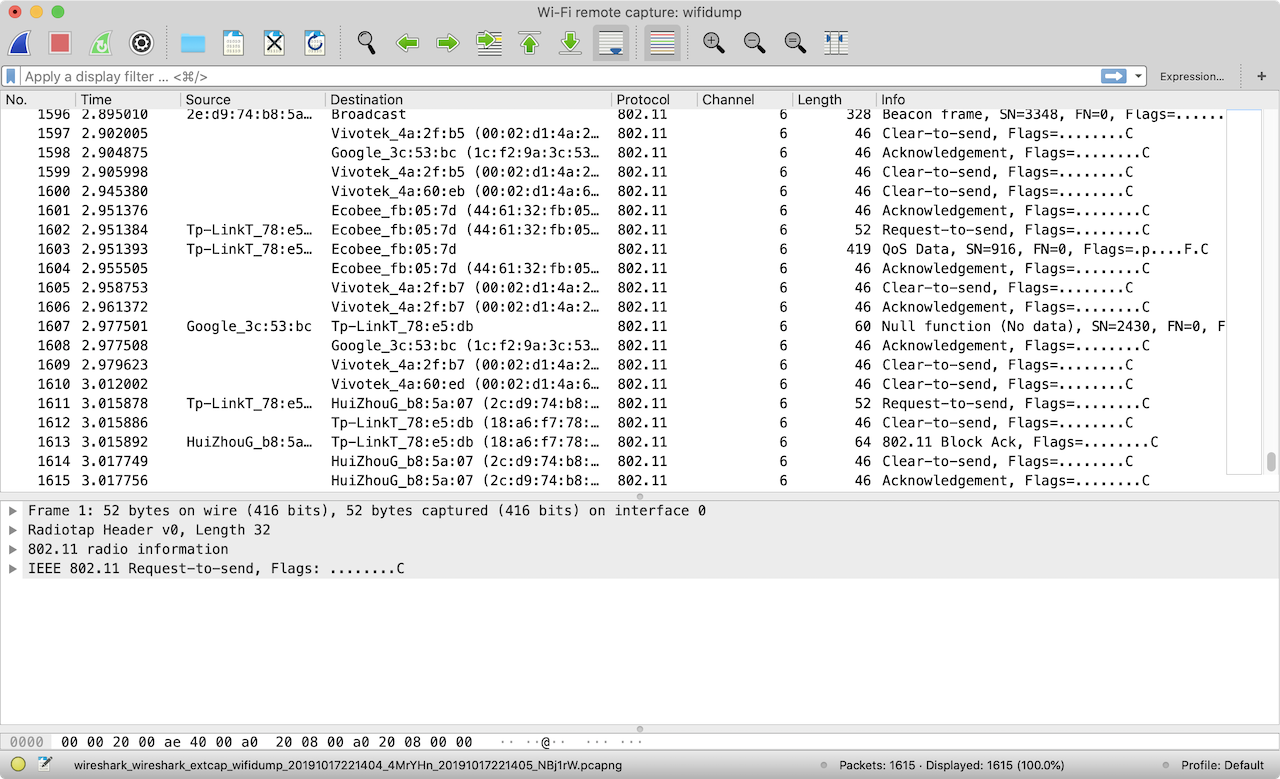 Wi-Fi remote capture: wifidump
Apply a display filter ... <⌘/> Expression... +
No. Time Source Destination Protocol Channel Length Info
1596 2.895010 2e:d9:74:b8:5a… Broadcast 802.11 6 328 Beacon frame, SN=3348, FN=0, Flags=......
1597 2.902005 Vivotek_4a:2f:b5 (00:02:d1:4a:2… 802.11 6 46 Clear-to-send, Flags=........C
1598 2.904875 Google_3c:53:bc (1c:f2:9a:3c:53… 802.11 6 46 Acknowledgement, Flags=........C
1599 2.905998 Vivotek_4a:2f:b5 (00:02:d1:4a:2… 802.11 6 46 Clear-to-send, Flags=........C
1600 2.945380 Vivotek_4a:60:eb (00:02:d1:4a:6… 802.11 6 46 Clear-to-send, Flags=........C
1601 2.951376 Ecobee_fb:05:7d (44:61:32:fb:05… 802.11 6 46 Acknowledgement, Flags=........C
1602 2.951384 Tp-LinkT_78:e5… Ecobee_fb:05:7d (44:61:32:fb:05… 802.11 6 52 Request-to-send, Flags=........C
1603 2.951393 Tp-LinkT_78:e5… Ecobee_fb:05:7d 802.11 6 419 QoS Data, SN=916, FN=0, Flags=.p....F.C
1604 2.955505 Ecobee_fb:05:7d (44:61:32:fb:05… 802.11 6 46 Acknowledgement, Flags=........C
1605 2.958753 Vivotek_4a:2f:b7 (00:02:d1:4a:2… 802.11 6 46 Clear-to-send, Flags=........C
1606 2.961372 Vivotek_4a:2f:b7 (00:02:d1:4a:2… 802.11 6 46 Acknowledgement, Flags=........C
1607 2.977501 Google_3c:53:bc Tp-LinkT_78:e5:db 802.11 6 60 Null function (No data), SN=2430, FN=0, F
1608 2.977508 Google_3c:53:bc (1c:f2:9a:3c:53… 802.11 6 46 Acknowledgement, Flags=........C
1609 2.979623 Vivotek_4a:2f:b7 (00:02:d1:4a:2… 802.11 6 46 Clear-to-send, Flags=........C
1610 3.012002 Vivotek_4a:60:ed (00:02:d1:4a:6… 802.11 6 46 Clear-to-send, Flags=........C
1611 3.015878 Tp-LinkT_78:e5… HuiZhouG_b8:5a:07 (2c:d9:74:b8:… 802.11 6 52 Request-to-send, Flags=........C
1612 3.015886 Tp-LinkT_78:e5:db (18:a6:f7:78:… 802.11 6 46 Clear-to-send, Flags=........C
1613 3.015892 HuiZhouG_b8:5a… Tp-LinkT_78:e5:db (18:a6:f7:78:… 802.11 6 64 802.11 Block Ack, Flags=........C
1614 3.017749 HuiZhouG_b8:5a:07 (2c:d9:74:b8:… 802.11 6 46 Clear-to-send, Flags=........C
1615 3.017756 HuiZhouG_b8:5a:07 (2c:d9:74:b8:… 802.11 6 46 Acknowledgement, Flags=........C
Frame 1: 52 bytes on wire (416 bits), 52 bytes captured (416 bits) on interface 0
Radiotap Header v0, Length 32
802.11 radio information
IEEE 802.11 Request-to-send, Flags: ........C
0000 00 00 20 00 ae 40 00 a0 20 08 00 a0 20 08 00 00 ·· ··@·· ··· ···
wireshark_wireshark_extcap_wifidump_20191017221404_4MrYHn_20191017221405_NBj1rW.pcapng Packets: 1615 · Displayed: 1615 (100.0%) Profile: Default